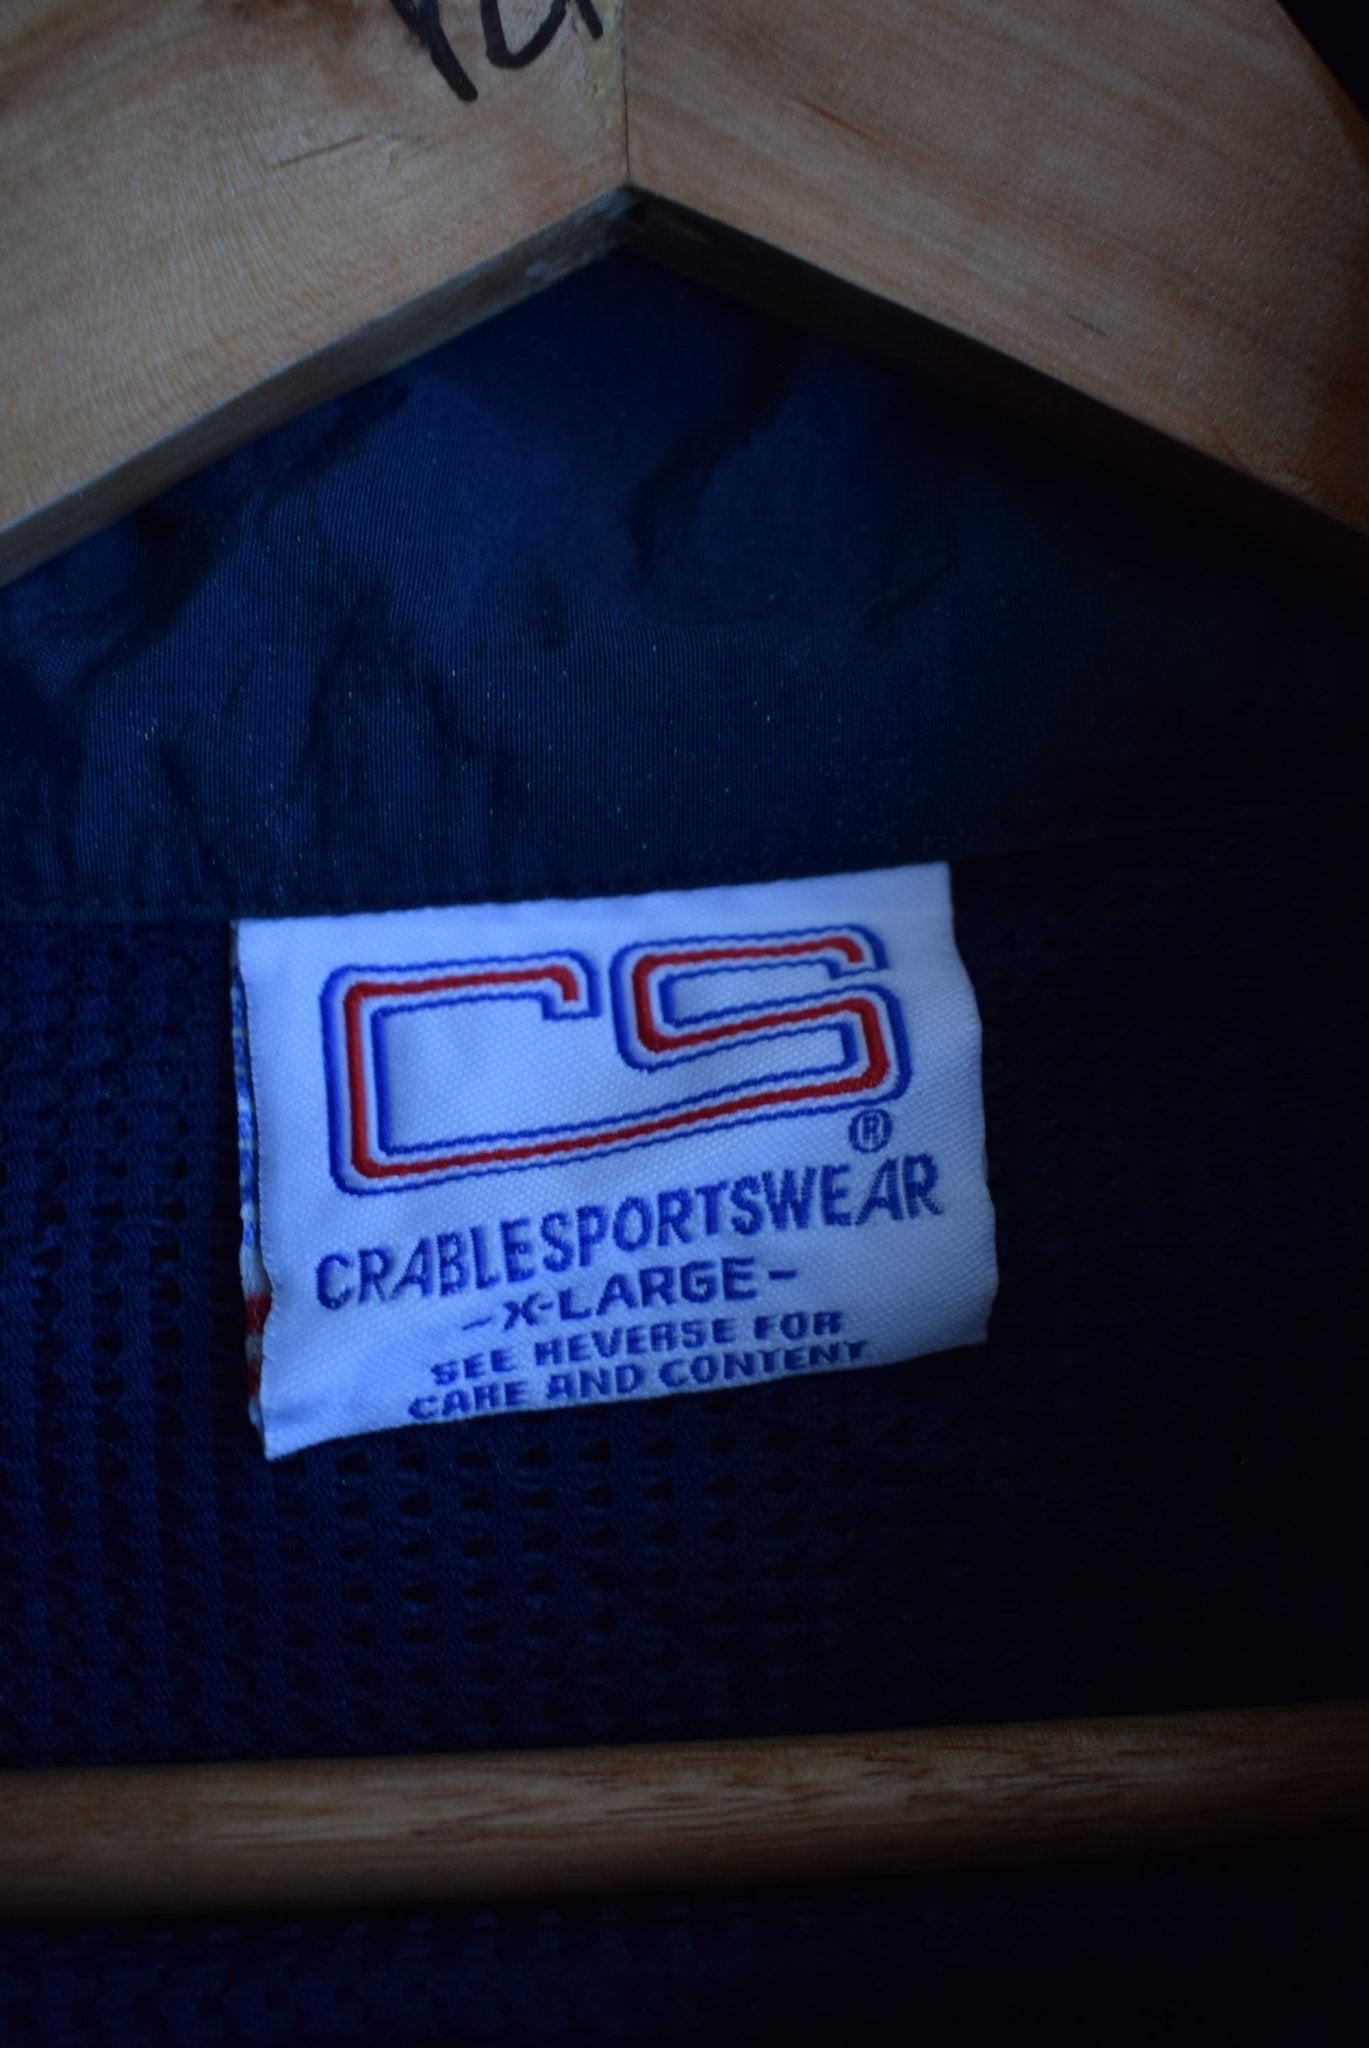 CS
®
CRABLESPORTSWEAR
-X-LARGE-
SEE REVERSE FOR
CARE AND CONTENT